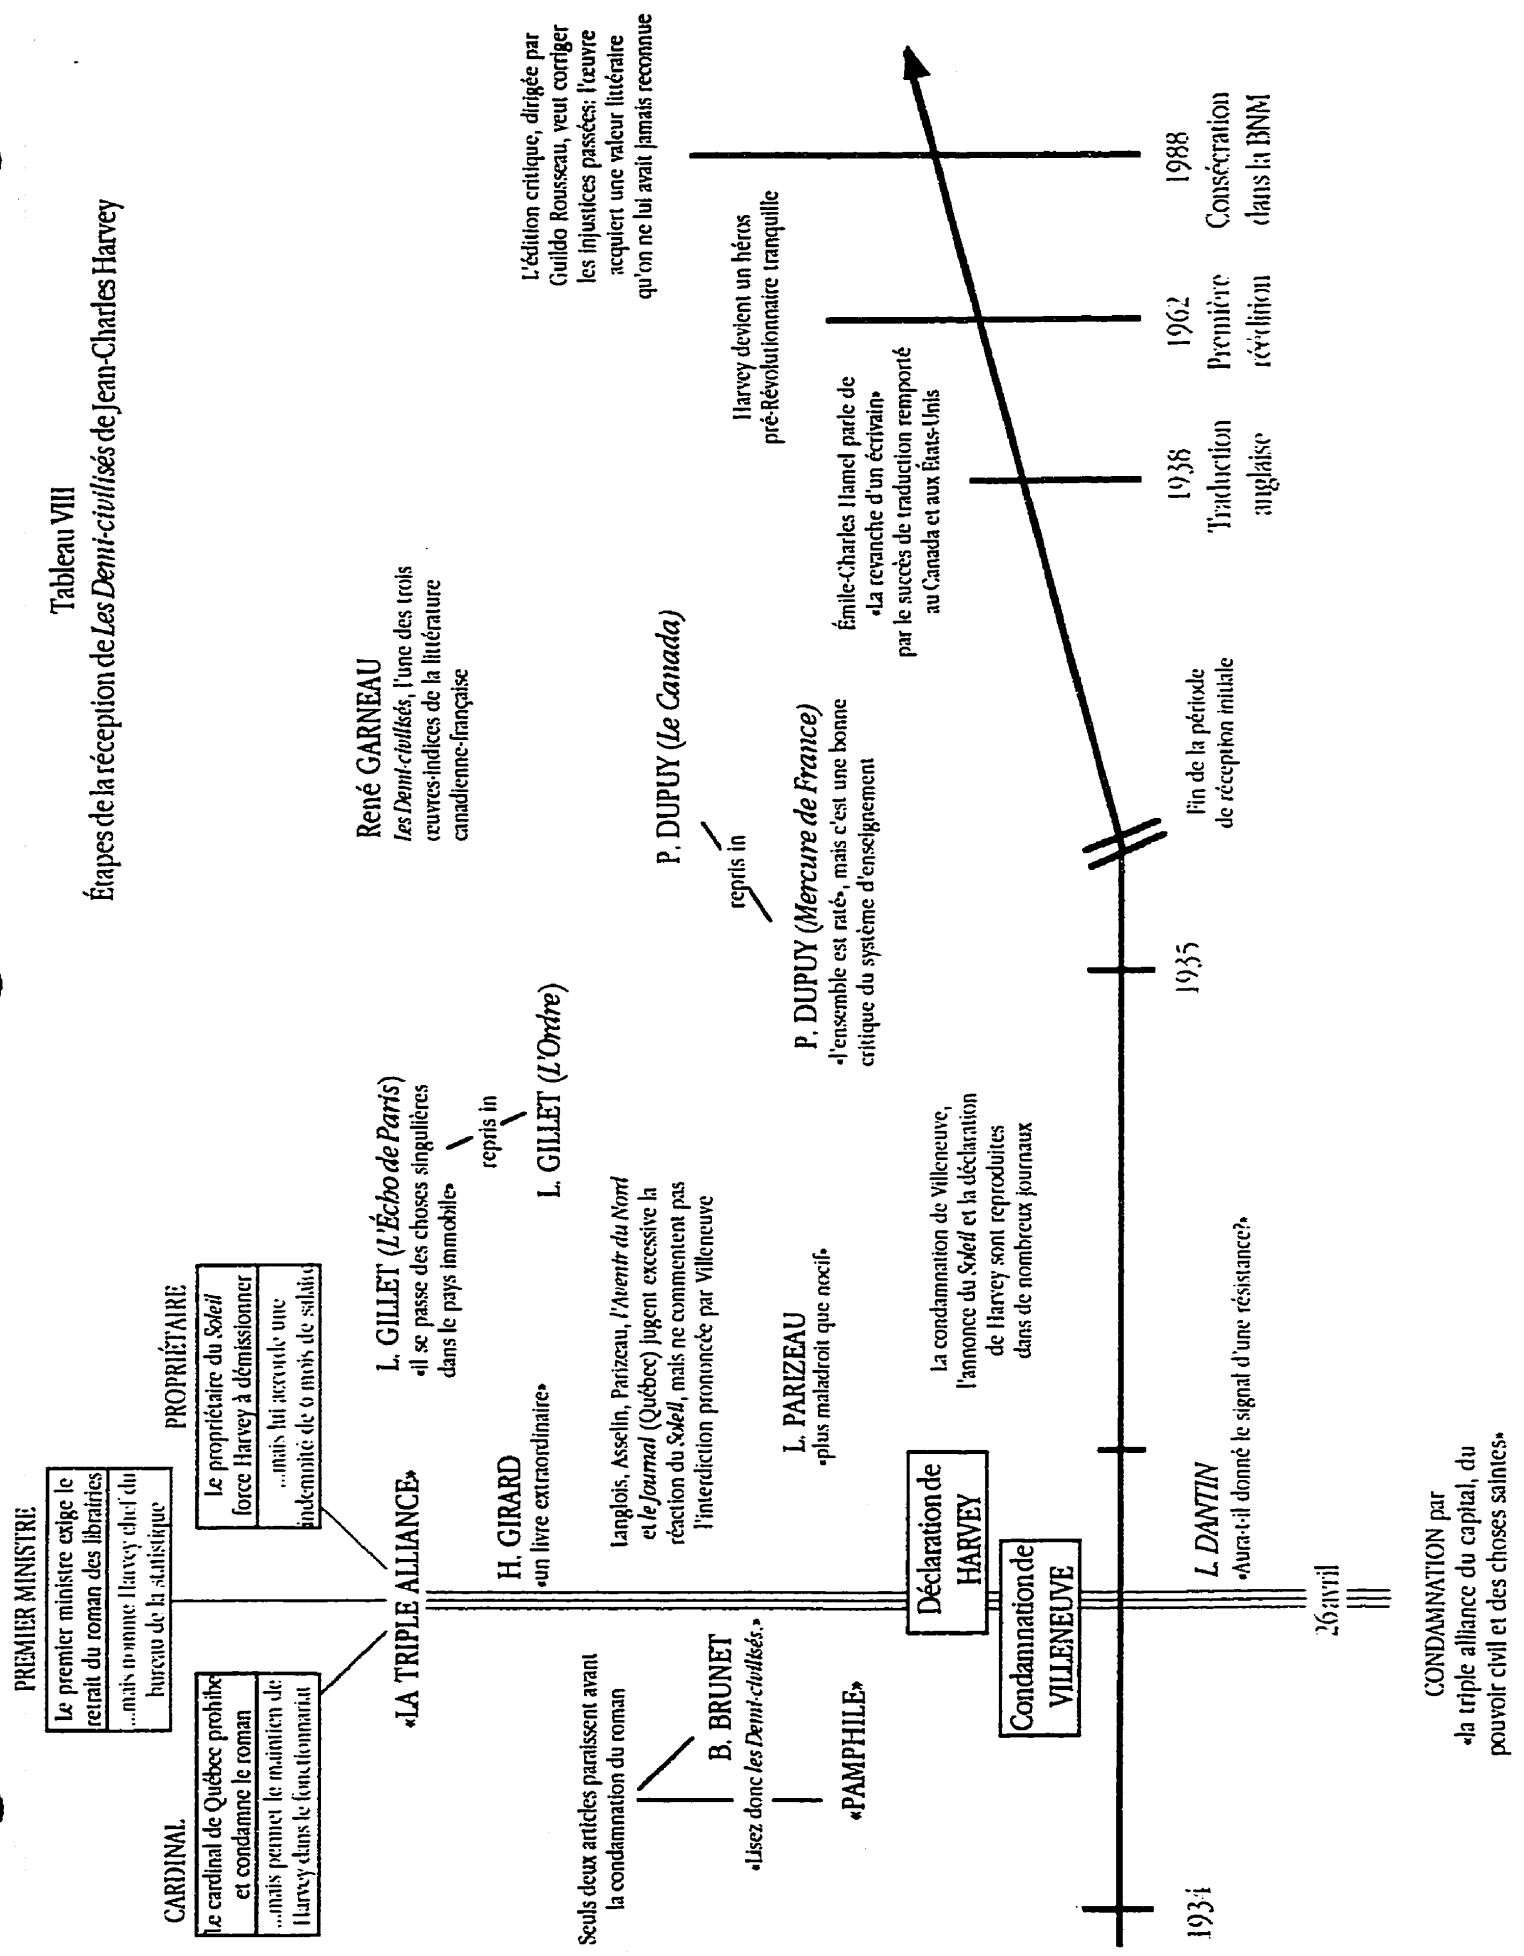 Tableau VIII
Étapes de la réception de Les Demi-civilisés de Jean-Charles Harvey
PREMIER MINISTRE
Le premier ministre exige le
retrait du roman des librairies
...mais nomme Harvey chef du
bureau de la statistique
CARDINAL
Le cardinal de Québec prohibe
et condamne le roman
...mais permet le maintien de
Harvey dans le fonctionnariat
PROPRIÉTAIRE
Le propriétaire du Soleil
force Harvey à démissionner
...mais lui accorde une
indemnité de 6 mois de salaire
«LA TRIPLE ALLIANCE»
Seuls deux articles paraissent avant
la condamnation du roman
B. BRUNET
«Lisez donc les Demi-civilisés.»
«PAMPHILE»
H. GIRARD
«un livre extraordinaire»
L. GILLET (L'Écho de Paris)
«il se passe des choses singulières
dans le pays immobile»
repris in
L. GILLET (L'Ordre)
Langlois, Asselin, Parizeau, l'Avenir du Nord
et le Journal (Québec) jugent excessive la
réaction du Soleil, mais ne commentent pas
l'interdiction prononcée par Villeneuve
L. PARIZEAU
«plus maladroit que nocif»
Déclaration de
HARVEY
Condamnation de
VILLENEUVE
La condamnation de Villeneuve,
l'annonce du Soleil et la déclaration
de Harvey sont reproduites
dans de nombreux journaux
René GARNEAU
Les Demi-civilisés, l'une des trois
œuvres-indices de la littérature
canadienne-française
P. DUPUY (Le Canada)
repris in
P. DUPUY (Mercure de France)
«l'ensemble est raté», mais c'est une bonne
critique du système d'enseignement
L'édition critique, dirigée par
Guildo Rousseau, veut corriger
les injustices passées: l'œuvre
acquiert une valeur littéraire
qu'on ne lui avait jamais reconnue
Harvey devient un héros
pré-Révolutionnaire tranquille
Émile-Charles Hamel parle de
«La revanche d'un écrivain»
par le succès de traduction remporté
au Canada et aux États-Unis
1934
L. DANTIN
«Aura-t-il donné le signal d'une résistance?»
26 avril
CONDAMNATION par
«la triple alliance du capital, du
pouvoir civil et des choses saintes»
1935
Fin de la période
de réception initiale
1938
Traduction
anglaise
1962
Première
réédition
1988
Consécration
dans la BNM